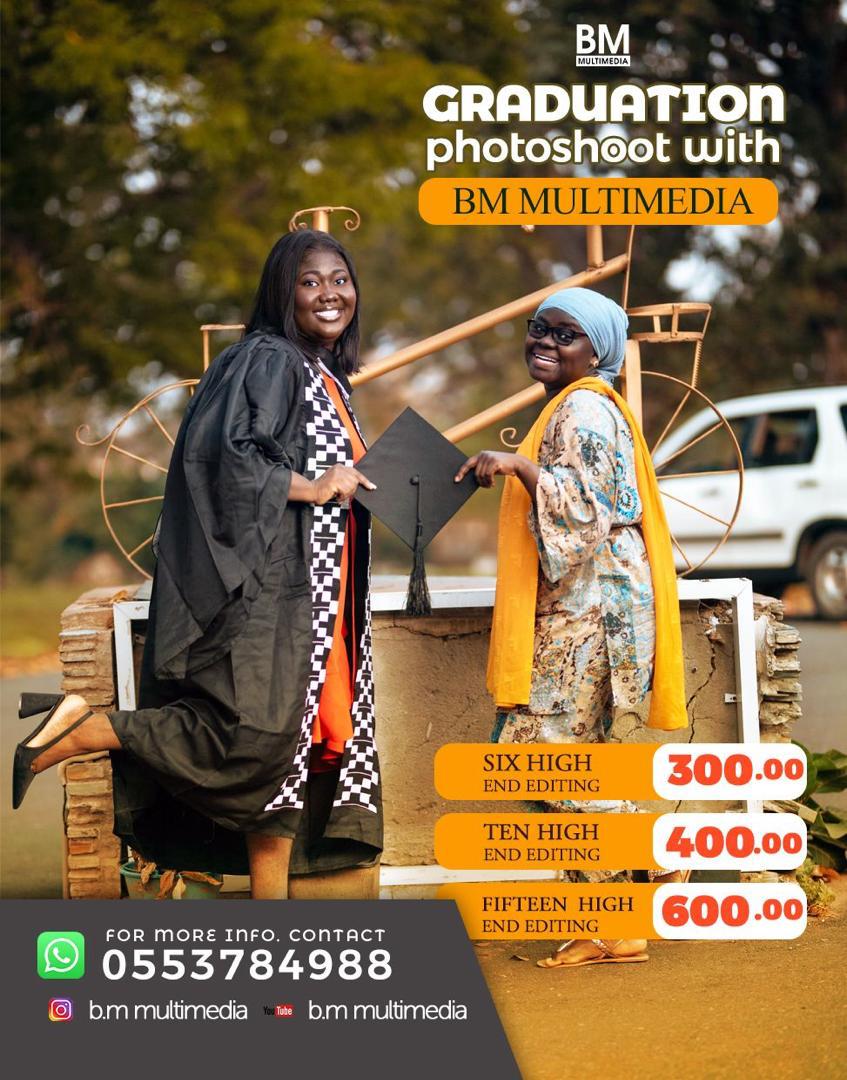 BM
MULTIMEDIA
GRADUATION
photoshoot with
BM MULTIMEDIA
SIX HIGH
END EDITING
300.00
TEN HIGH
END EDITING
400.00
FIFTEEN HIGH
END EDITING
600.00
FOR MORE INFO. CONTACT
0553784988
b.m multimedia
YouTube
b.m multimedia